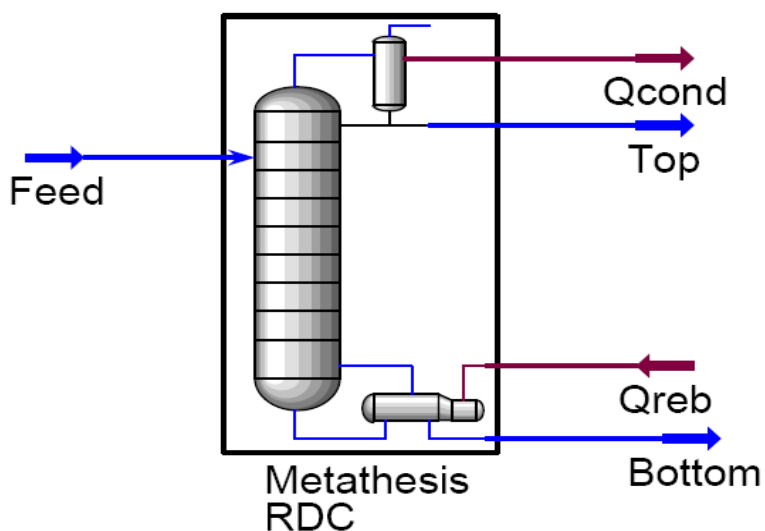 Qcond
Top
Feed
Qreb
Bottom
Metathesis
RDC